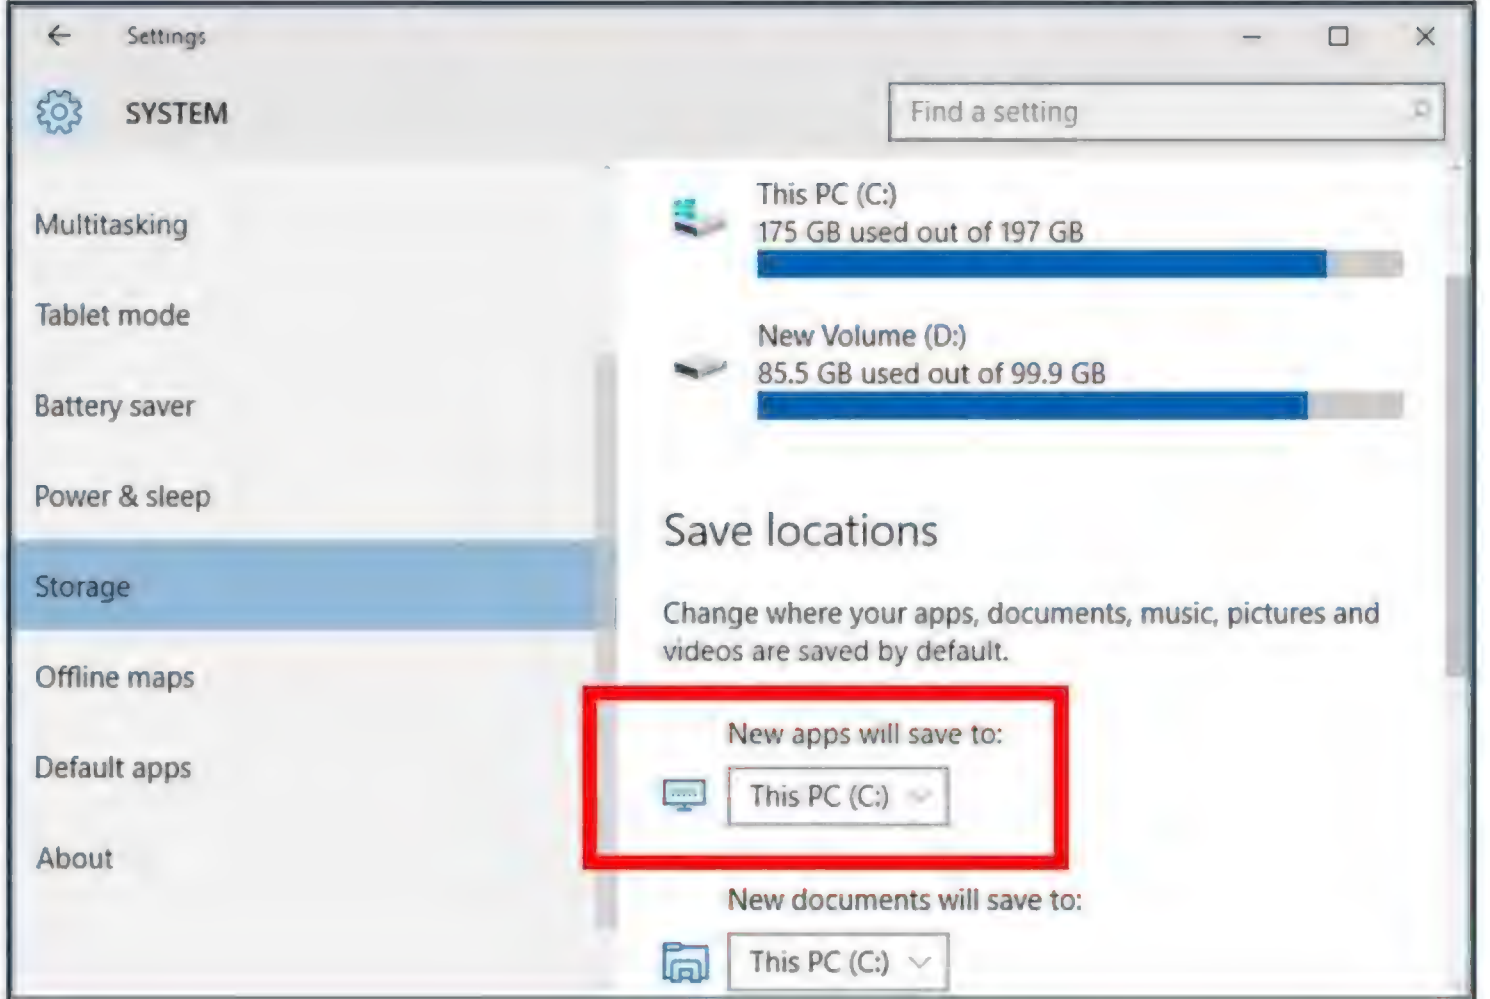 Settings
SYSTEM
Find a setting
Multitasking
Tablet mode
Battery saver
Power & sleep
Storage
Offline maps
Default apps
About
This PC (C:)
175 GB used out of 197 GB
New Volume (D:)
85.5 GB used out of 99.9 GB
Save locations
Change where your apps, documents, music, pictures and
videos are saved by default.
New apps will save to:
This PC (C:)
New documents will save to:
This PC (C:)